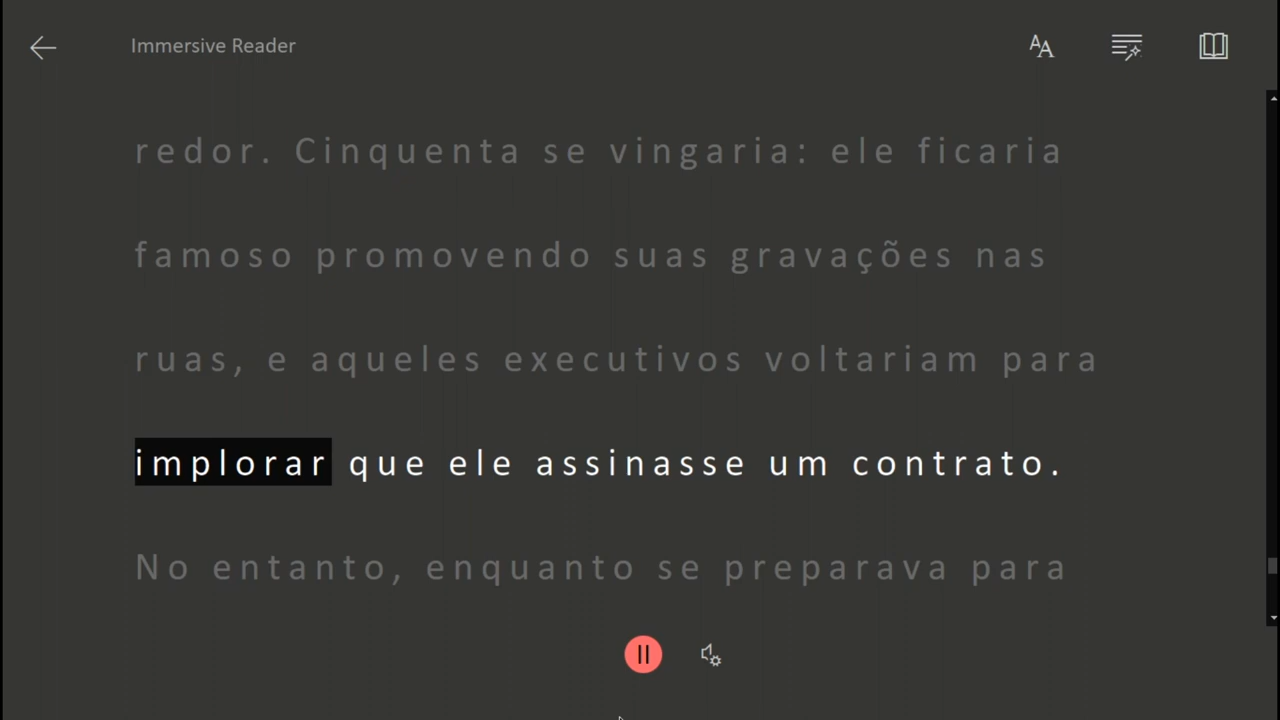 Immersive Reader
redor. Cinquenta se vingaria: ele ficaria
famoso promovendo suas gravações nas
ruas, e aqueles executivos voltariam para
implorar que ele assinasse um contrato.
No entanto, enquanto se preparava para